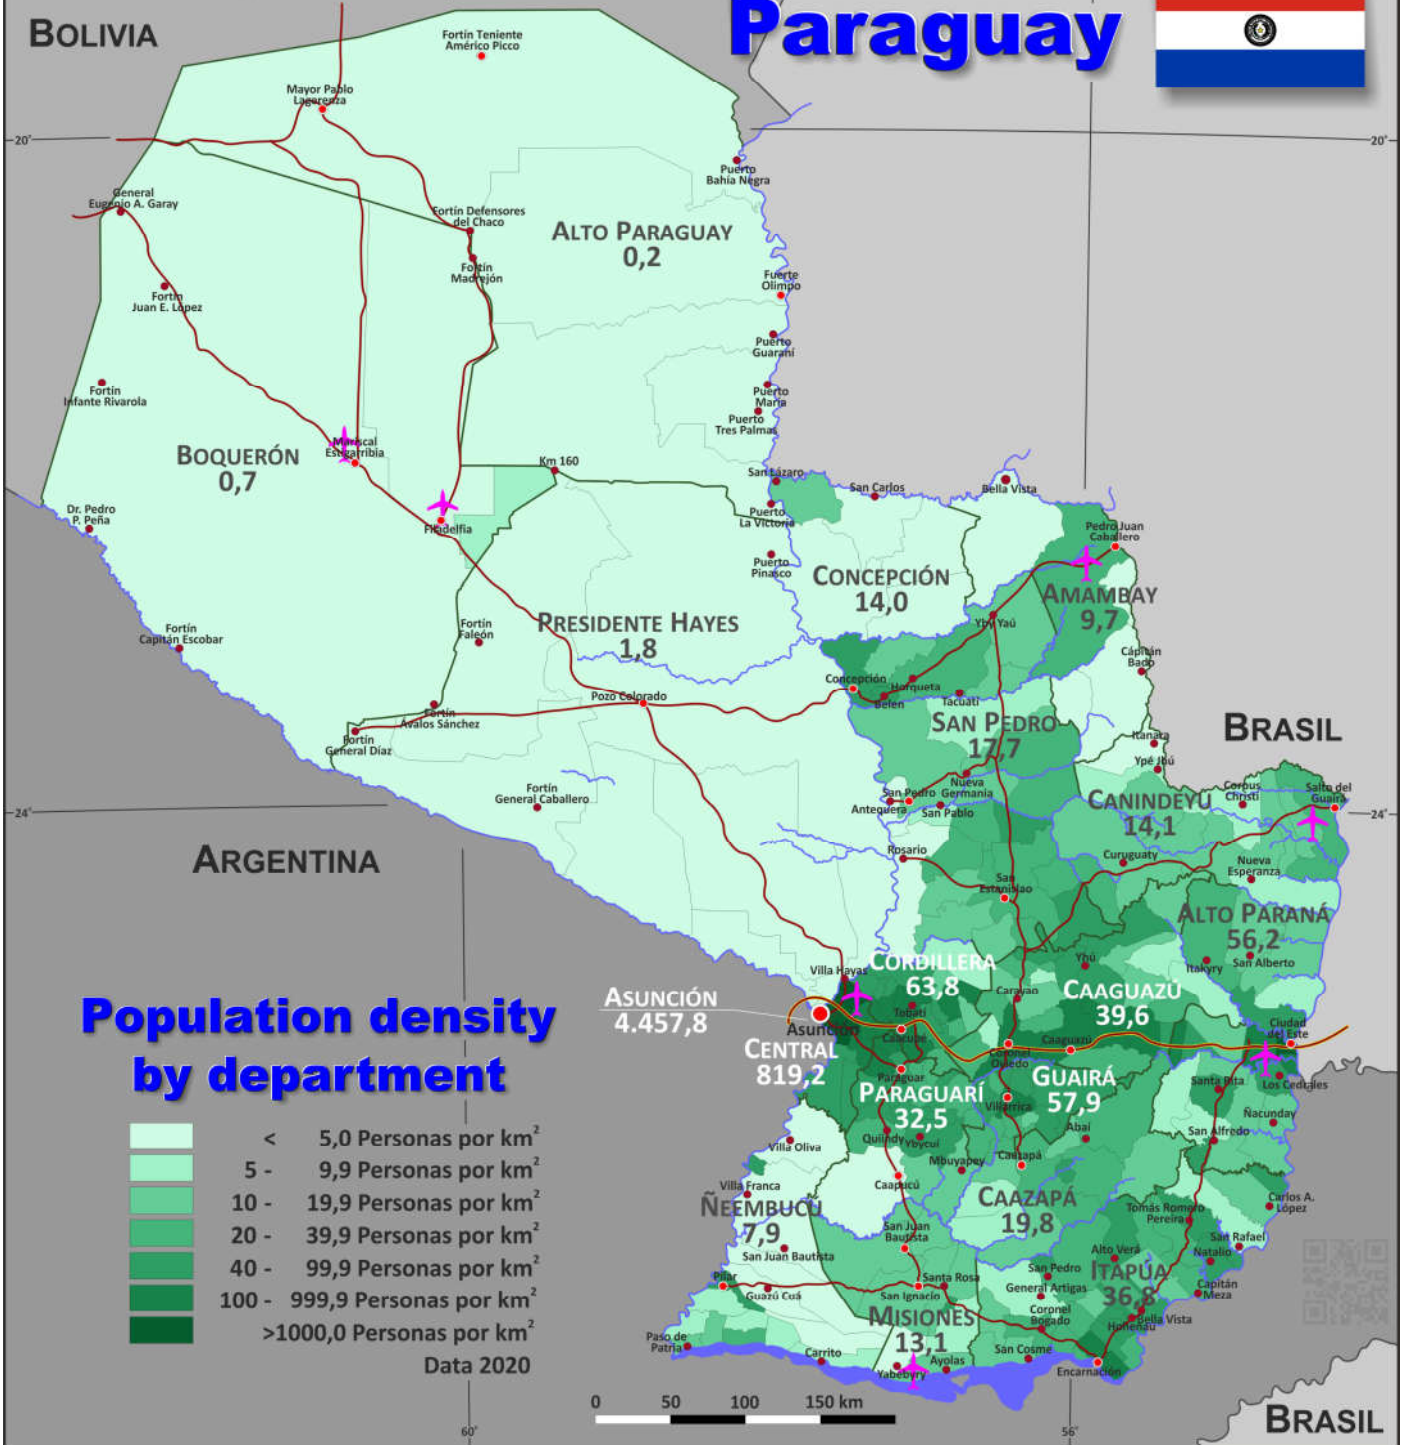 Paraguay
BOLIVIA
Fortín Teniente
Américo Picco
Mayor Pablo
Lagerenza
20°
20°
Puerto
Bahía Negra
General
Eugenio A. Garay
Fortín Defensores
del Chaco
ALTO PARAGUAY
0,2
Fortín
Madrejón
Fuerte
Olimpo
Fortín
Juan E. López
Puerto
Guaraní
Fortín
Infante Rivarola
Puerto
María
Puerto
Tres Palmas
BOQUERÓN
0,7
Mariscal
Estigarribia
Km 160
San Lázaro
San Carlos
Bella Vista
Dr. Pedro
P. Peña
Filadelfia
Puerto
La Victoria
Pedro Juan
Caballero
Puerto
Pinasco
CONCEPCIÓN
14,0
AMAMBAY
9,7
Fortín
Capitán Escobar
Fortin
Faleón
PRESIDENTE HAYES
1,8
Yby Yaú
Cápitán
Bado
Concepción
Horqueta
Belén
Tacuatí
Pozo Colorado
Fortín
Ávalos Sánchez
SAN PEDRO
17,7
BRASIL
Fortín
General Díaz
Itanará
Ypé Jhú
Fortín
General Caballero
Nueva
Germania
San Pedro
Antequera
San Pablo
CANINDEYÚ
14,1
Corpus
Christi
Salto del
Guairá
24°
24°
ARGENTINA
Rosario
Curuguaty
Nueva
Esperanza
San
Estanislao
ALTO PARANÁ
56,2
Villa Hayas
CORDILLERA
63,8
Yhú
Itakyry
San Alberto
ASUNCIÓN
4.457,8
Carayao
CAAGUAZÚ
39,6
Tobatí
Asunción
Caacupé
Ciudad
del Este
CENTRAL
819,2
Coronel
Oviedo
Caaguazú
Paraguar
GUAIRÁ
57,9
Santa Rita
Los Cedrales
PARAGUARÍ
32,5
Villarrica
Ñacunday
Villa Oliva
Quiindy
Ybycuí
Abaí
San Alfredo
Mbuyapey
Caazapá
Villa Franca
Caapucú
CAAZAPÁ
19,8
Carlos A.
López
ÑEEMBUCÚ
7,9
Tomás Romero
Pereira
San Juan
Bautista
San Rafael
San Juan Bautista
Alto Verá
Natalio
ITAPÚA
36,8
Pilar
Santa Rosa
San Pedro
Guazú Cuá
San Ignacio
General Artigas
Capitán
Meza
MISIONES
13,1
Coronel
Bogado
Bella Vista
Hohenau
Paso de
Patria
Carrito
Ayolas
Yabebyry
San Cosme
Encarnación
Population density
by department
< 5,0 Personas por km²
5 - 9,9 Personas por km²
10 - 19,9 Personas por km²
20 - 39,9 Personas por km²
40 - 99,9 Personas por km²
100 - 999,9 Personas por km²
>1000,0 Personas por km²
Data 2020
0 50 100 150 km
BRASIL
60°
56°